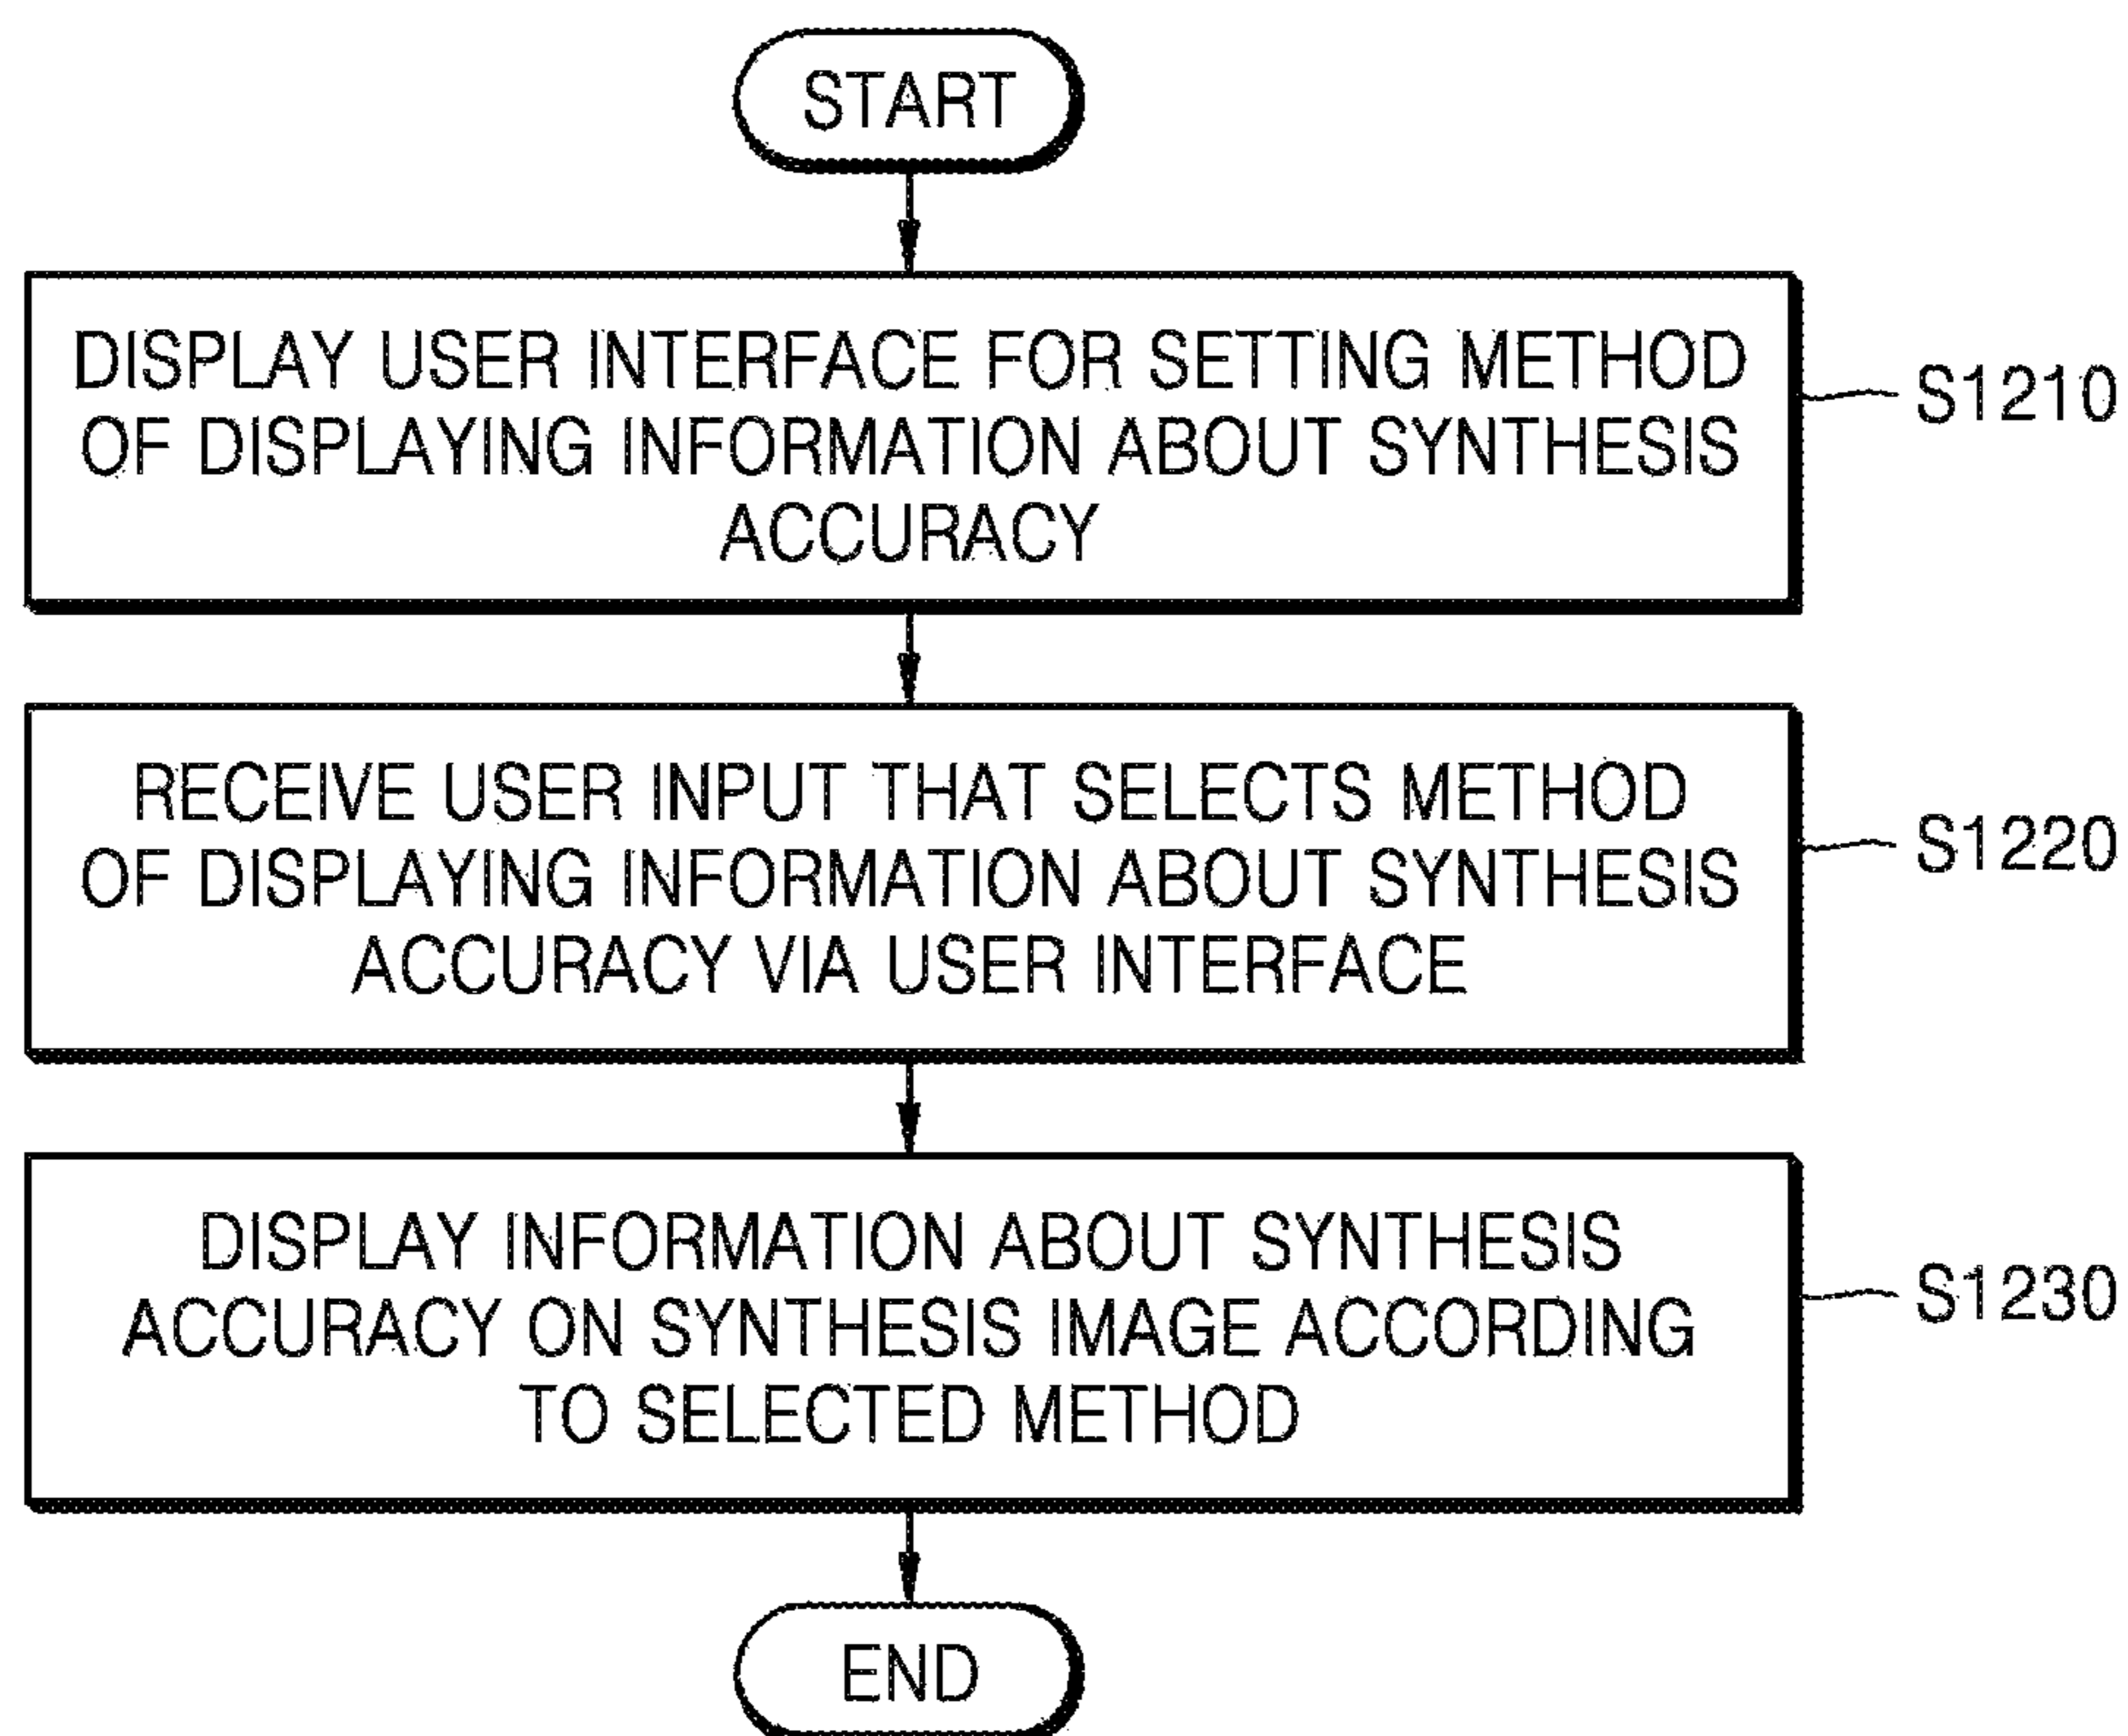 START
DISPLAY USER INTERFACE FOR SETTING METHOD
OF DISPLAYING INFORMATION ABOUT SYNTHESIS
ACCURACY
S1210
RECEIVE USER INPUT THAT SELECTS METHOD
OF DISPLAYING INFORMATION ABOUT SYNTHESIS
ACCURACY VIA USER INTERFACE
S1220
DISPLAY INFORMATION ABOUT SYNTHESIS
ACCURACY ON SYNTHESIS IMAGE ACCORDING
TO SELECTED METHOD
S1230
END